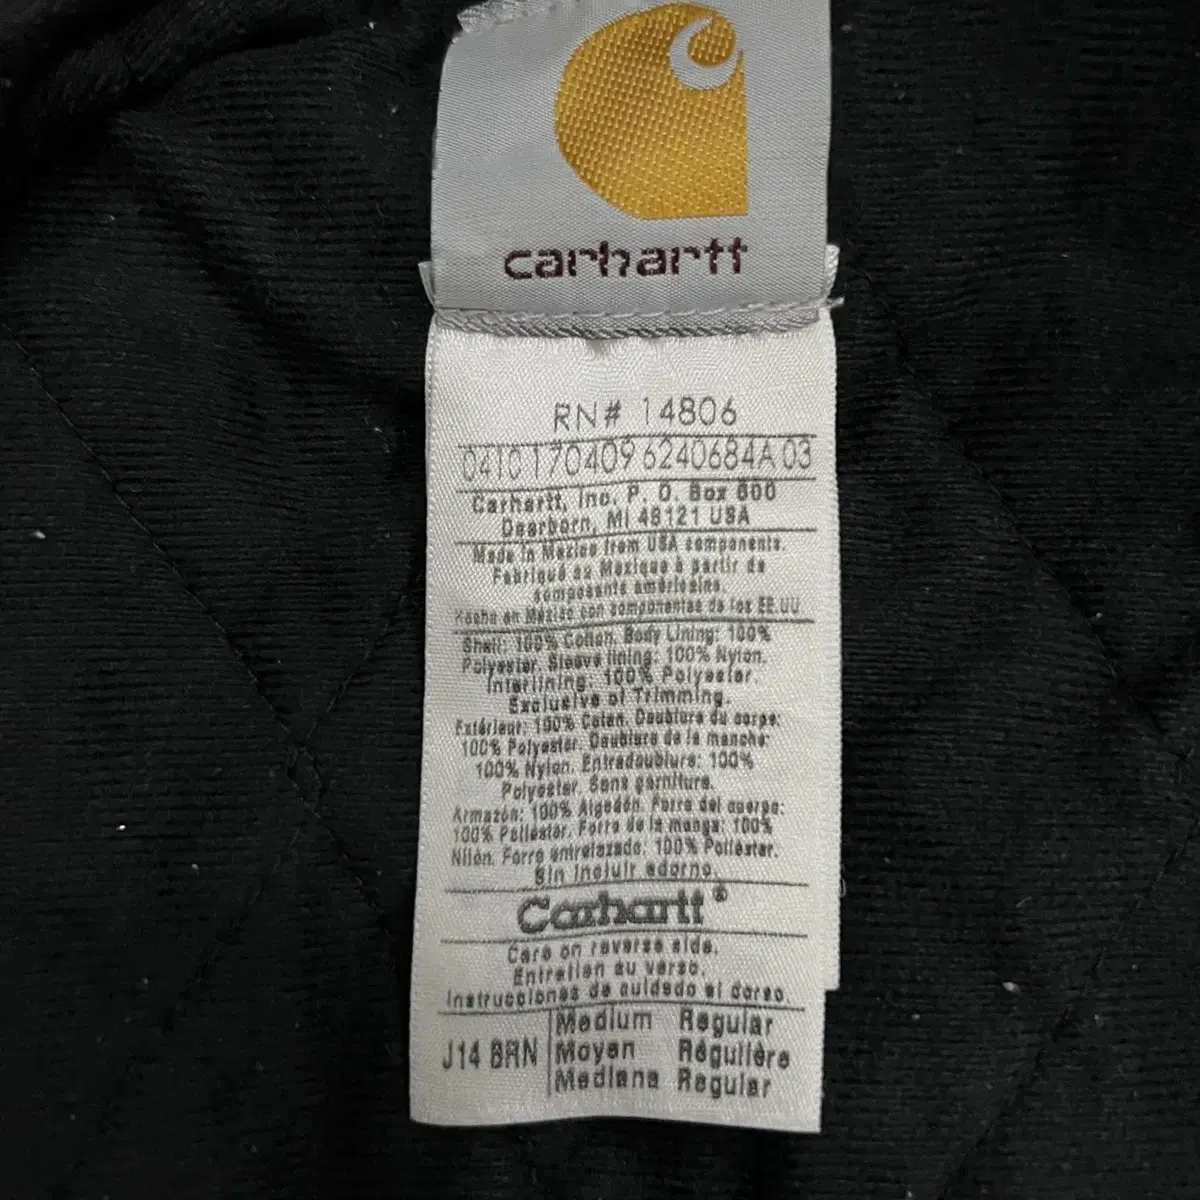 carhartt
RN# 14806
041C 170409 6240684A 03
Carhartt, Inc. P. O. Box 600
Dearborn, MI 48121 USA
Made in Mexico from USA components.
Fabriqué au Mexique à partir de
composants américains.
Hecho en México con componentes de los EE.UU.
Shell: 100% Cotton. Body Lining: 100%
Polyester. Sleeve lining: 100% Nylon.
Interlining: 100% Polyester.
Exclusive of Trimming.
Extérieur: 100% Coton. Doublure du corps:
100% Polyester. Doublure de la manche:
100% Nylon. Entredoublure: 100%
Polyester. Sans garniture.
Armazón: 100% Algodón. Forro del cuerpo:
100% Poliéster. Forro de la manga: 100%
Nilón. Forro entrelazado: 100% Poliéster.
Sin incluir adorno.
Carhartt®
Care on reverse side.
Entretien au verso.
Instrucciones de cuidado al dorso.
J14 BRN
Medium Regular
Moyen Régulière
Mediana Regular